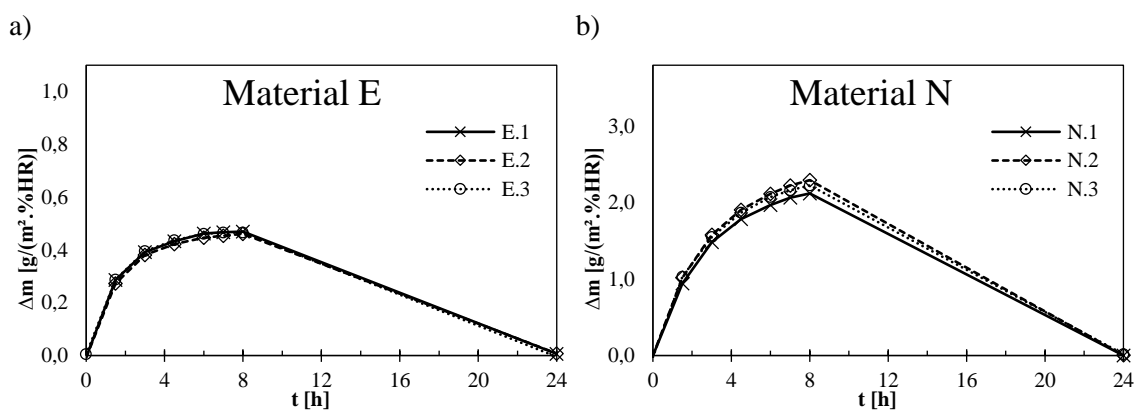 a)
Material E
Δm [g/(m².%HR)]
1,0
0,8
0,6
0,4
0,2
0,0
E.1
E.2
E.3
0 4 8 12 16 20 24
t [h]
b)
Material N
Δm [g/(m².%HR)]
3,0
2,0
1,0
0,0
N.1
N.2
N.3
0 4 8 12 16 20 24
t [h]